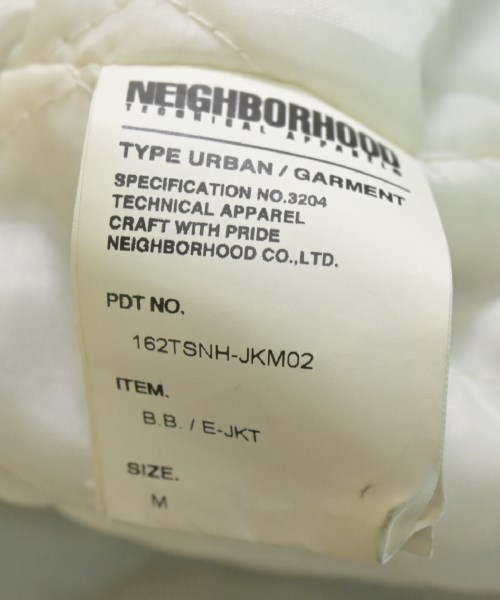 NEIGHBORHOOD
TECHNICAL APPAREL
TYPE URBAN / GARMENT
SPECIFICATION NO.3204
TECHNICAL APPAREL
CRAFT WITH PRIDE
NEIGHBORHOOD CO.,LTD.
PDT NO.
162TSNH-JKM02
ITEM.
B.B. / E-JKT
SIZE.
M